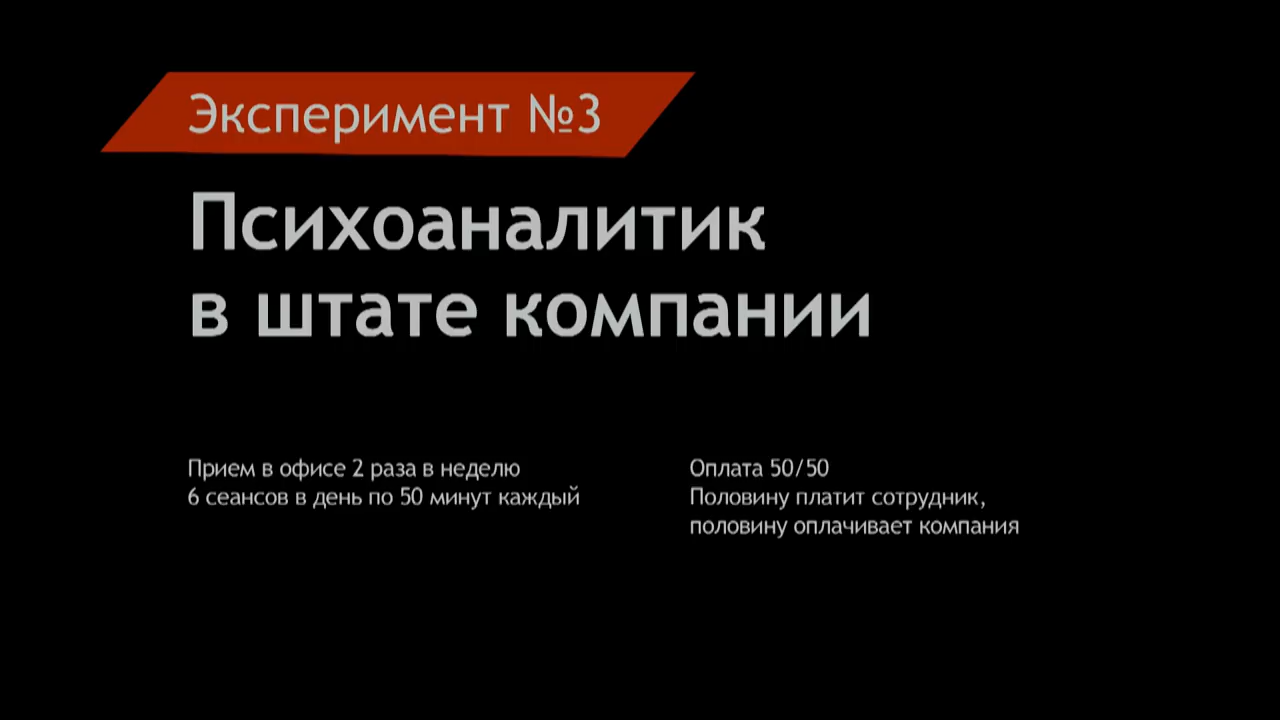 Эксперимент №3
Психоаналитик
в штате компании
Прием в офисе 2 раза в неделю
6 сеансов в день по 50 минут каждый
Оплата 50/50
Половину платит сотрудник,
половину оплачивает компания